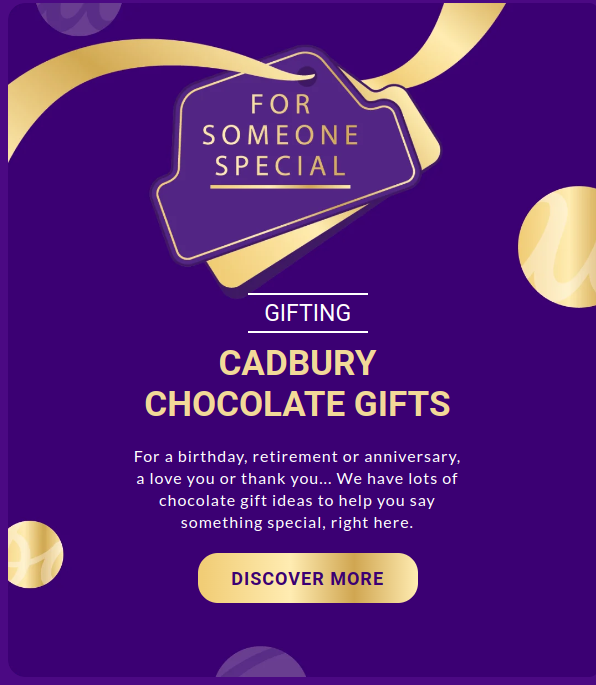 FOR
SOMEONE
SPECIAL
GIFTING
CADBURY
CHOCOLATE GIFTS
For a birthday, retirement or anniversary,
a love you or thank you... We have lots of
chocolate gift ideas to help you say
something special, right here.
DISCOVER MORE